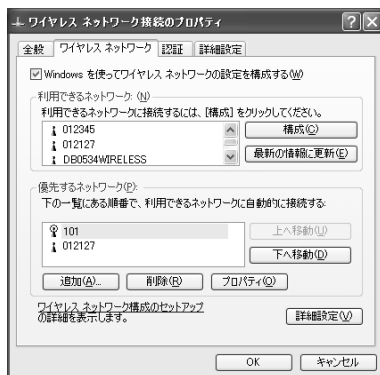 ワイヤレス ネットワーク接続のプロパティ
全般 ワイヤレス ネットワーク 認証 詳細設定
Windows を使ってワイヤレス ネットワークの設定を構成する(W)
利用できるネットワーク: (N)
利用できるネットワークに接続するには、[構成] をクリックしてください。
012345
012127
DB0534WIRELESS
構成(C)
最新の情報に更新(E)
優先するネットワーク(P):
下の一覧にある順番で、利用できるネットワークに自動的に接続する:
101
012127
上へ移動(U)
下へ移動(D)
追加(A)... 削除(R) プロパティ(O)
ワイヤレス ネットワーク構成のセットアップ
の詳細を表示します。
詳細設定(V)
OK キャンセル